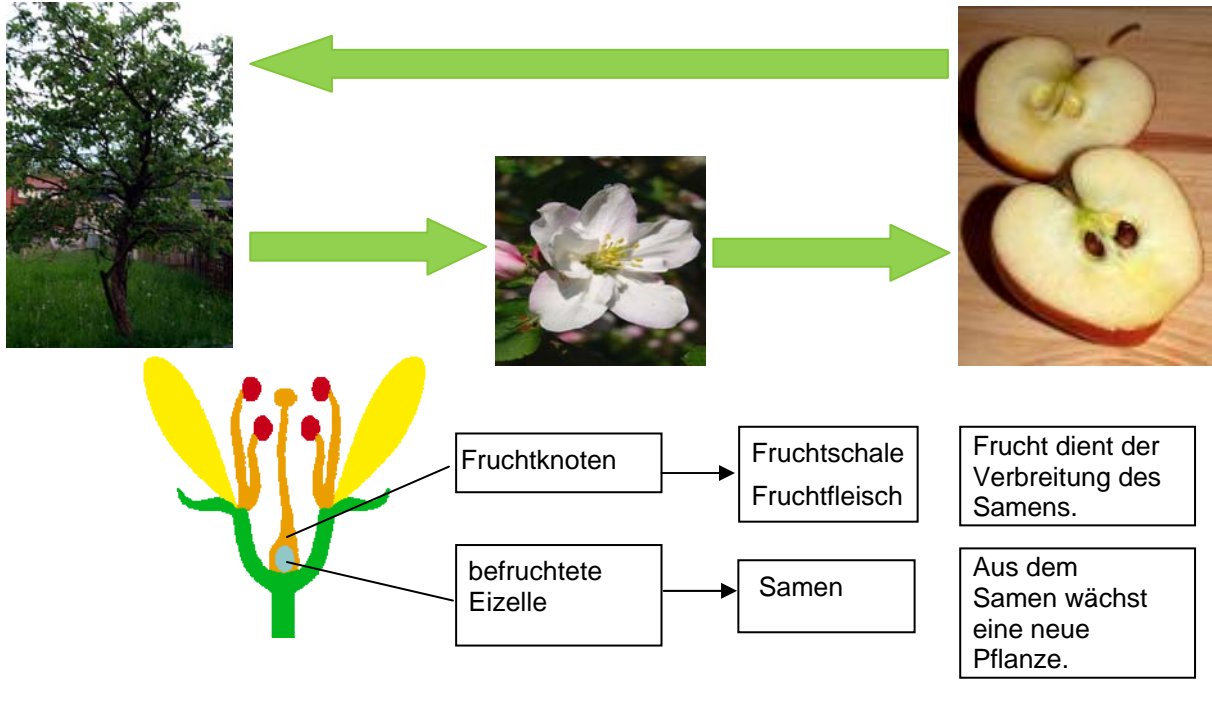 Fruchtknoten
Fruchtschale
Fruchtfleisch
Frucht dient der
Verbreitung des
Samens.
befruchtete
Eizelle
Samen
Aus dem
Samen wächst
eine neue
Pflanze.